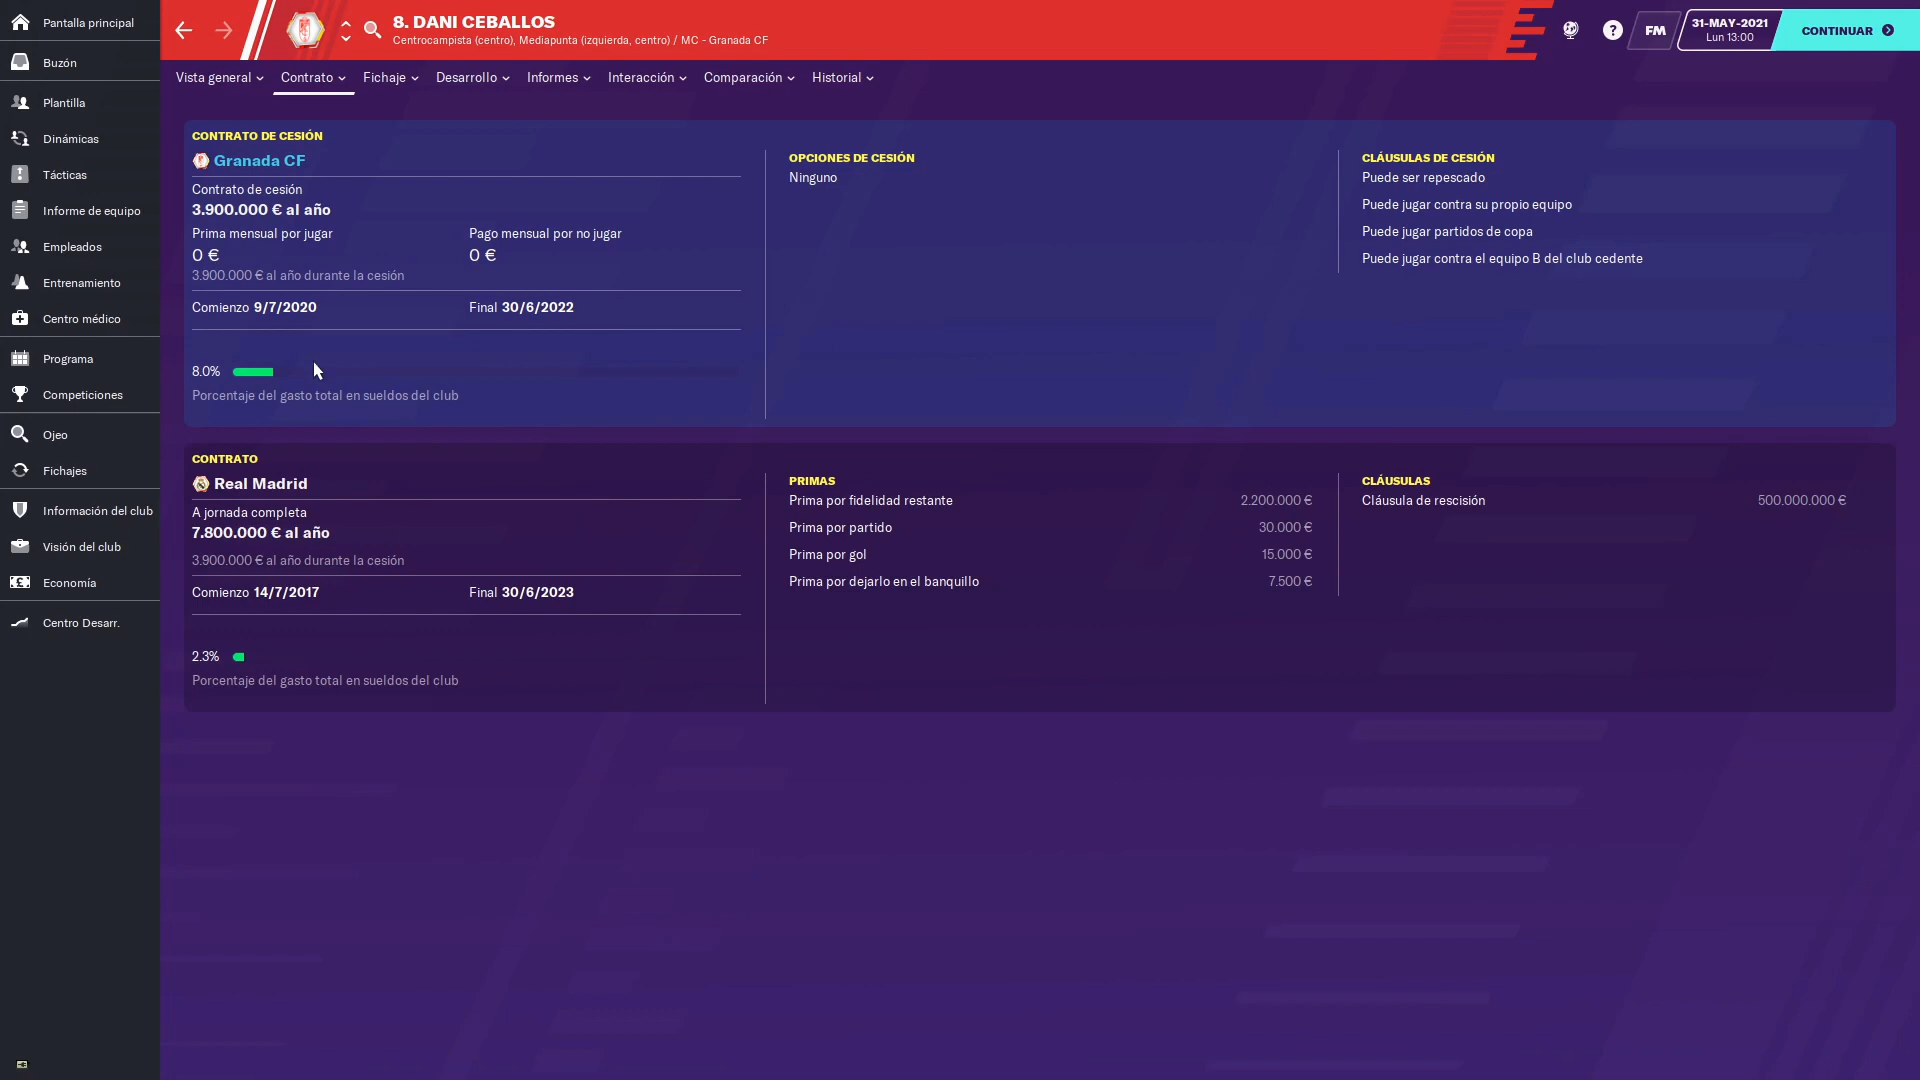 Pantalla principal
Buzón
Plantilla
Dinámicas
Tácticas
Informe de equipo
Empleados
Entrenamiento
Centro médico
Programa
Competiciones
Ojeo
Fichajes
Información del club
Visión del club
Economía
Centro Desarr.
8. DANI CEBALLOS
Centrocampista (centro), Mediapunta (izquierda, centro) / MC - Granada CF
? FM
31-MAY-2021
Lun 13:00
CONTINUAR
Vista general Contrato Fichaje Desarrollo Informes Interacción Comparación Historial
CONTRATO DE CESIÓN
Granada CF
Contrato de cesión
3.900.000 € al año
Prima mensual por jugar Pago mensual por no jugar
0 € 0 €
3.900.000 € al año durante la cesión
Comienzo 9/7/2020 Final 30/6/2022
8.0%
Porcentaje del gasto total en sueldos del club
OPCIONES DE CESIÓN
Ninguno
CLÁUSULAS DE CESIÓN
Puede ser repescado
Puede jugar contra su propio equipo
Puede jugar partidos de copa
Puede jugar contra el equipo B del club cedente
CONTRATO
Real Madrid
A jornada completa
7.800.000 € al año
3.900.000 € al año durante la cesión
Comienzo 14/7/2017 Final 30/6/2023
2.3%
Porcentaje del gasto total en sueldos del club
PRIMAS
Prima por fidelidad restante 2.200.000 €
Prima por partido 30.000 €
Prima por gol 15.000 €
Prima por dejarlo en el banquillo 7.500 €
CLÁUSULAS
Cláusula de rescisión 500.000.000 €